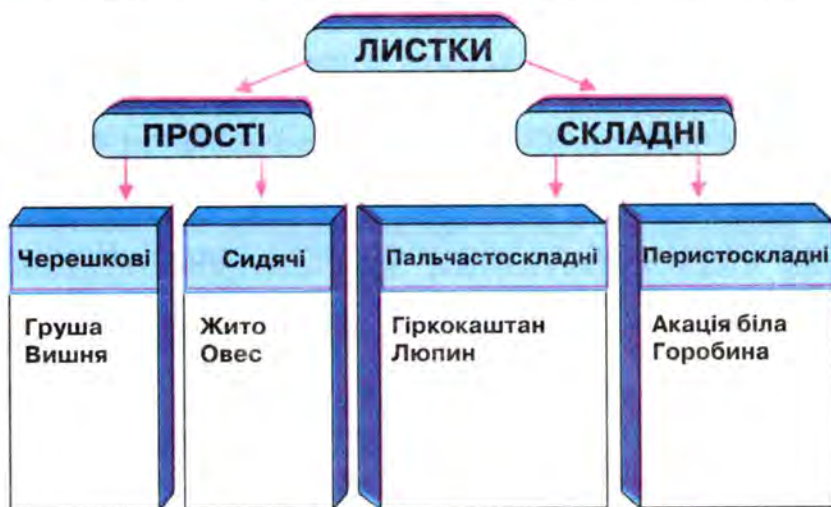 ЛИСТКИ
ПРОСТІ
СКЛАДНІ
Черешкові
Сидячі
Пальчастоскладні
Перистоскладні
Груша
Вишня
Жито
Овес
Гіркокаштан
Люпин
Акація біла
Горобина